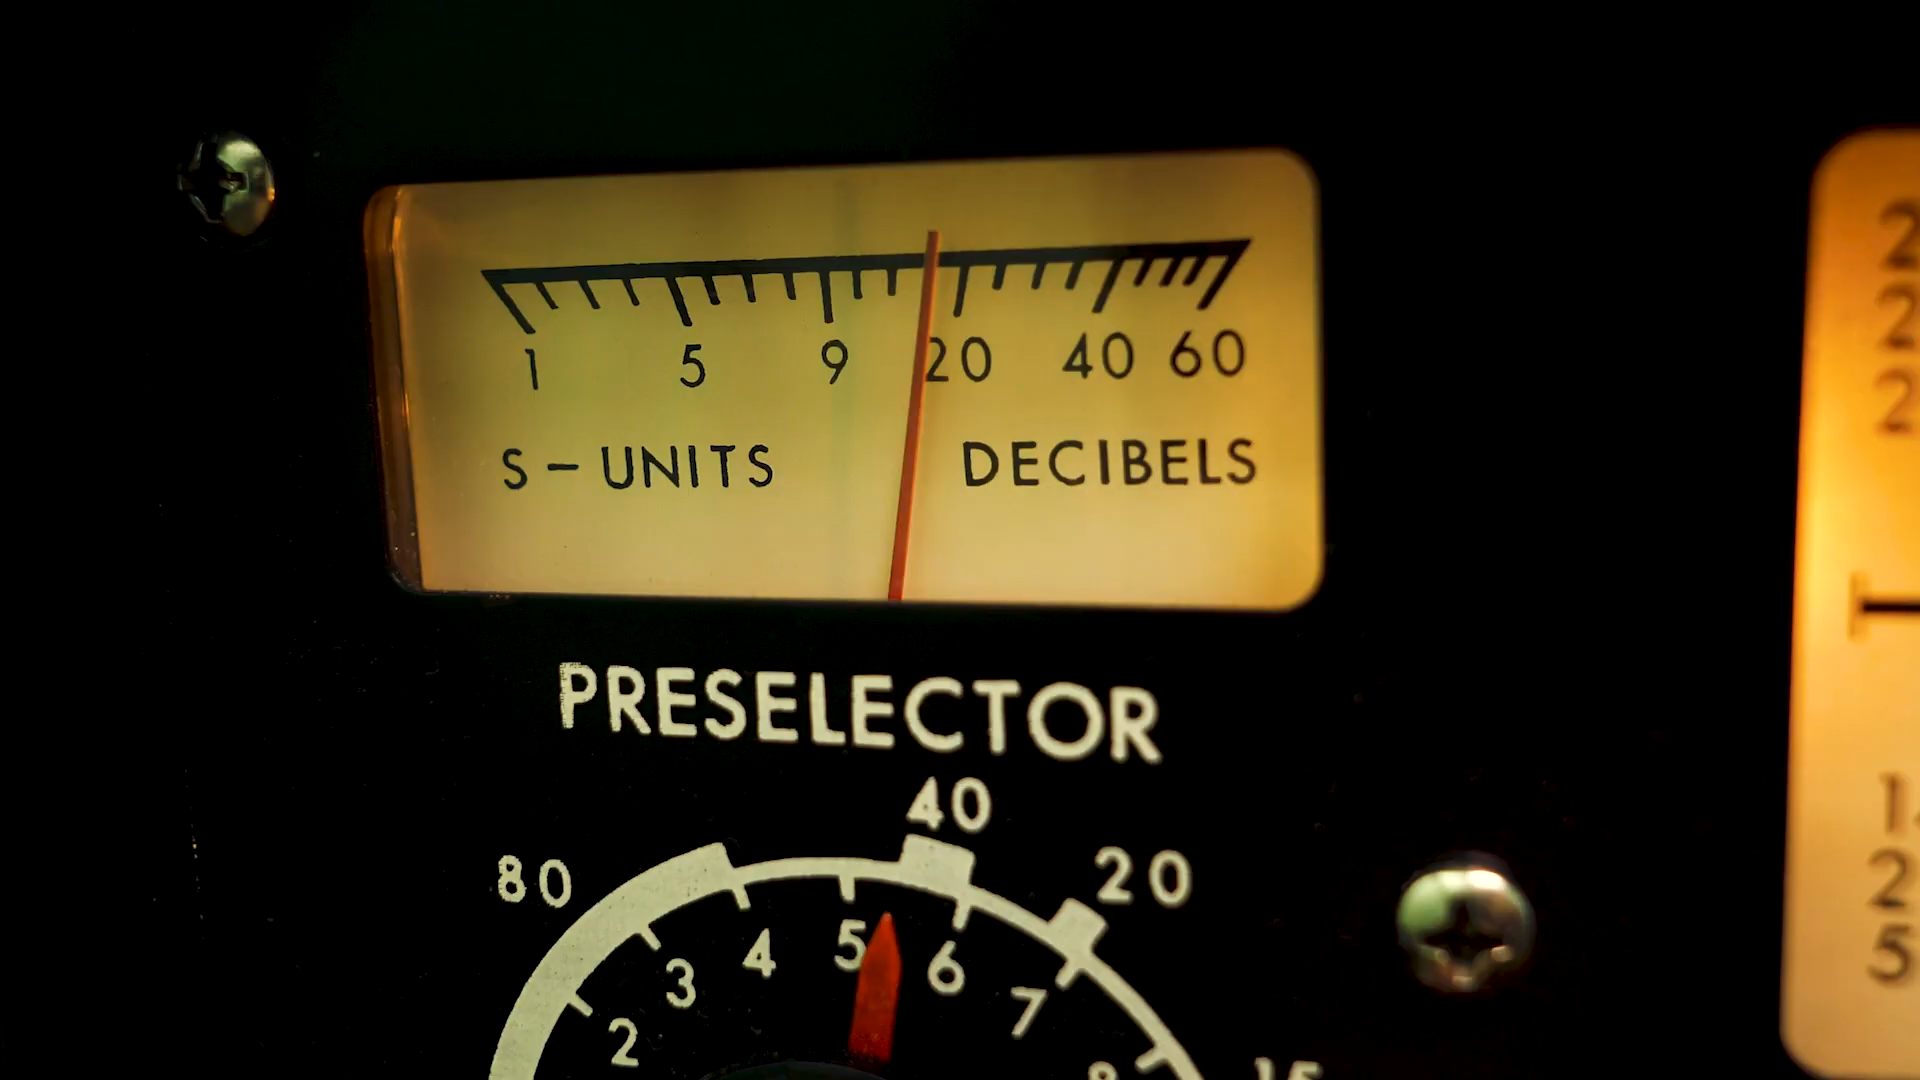 1 5 9 20 40 60
S – UNITS DECIBELS
PRESELECTOR
80 40 20
2 3 4 5 6 7